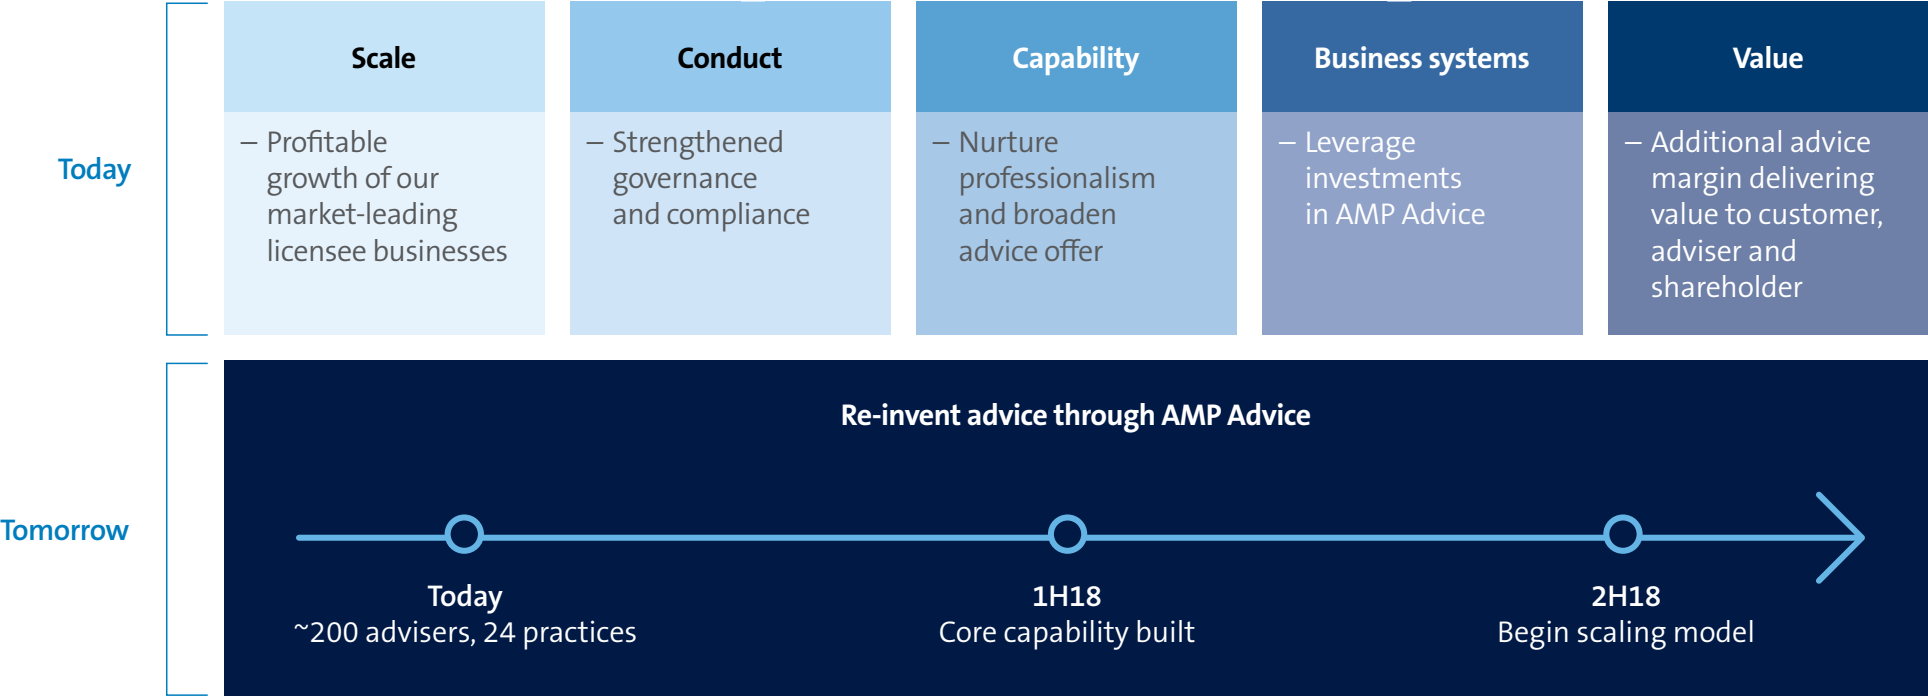 Today
Scale
– Profitable
growth of our
market-leading
licensee businesses
Conduct
– Strengthened
governance
and compliance
Capability
– Nurture
professionalism
and broaden
advice offer
Business systems
– Leverage
investments
in AMP Advice
Value
– Additional advice
margin delivering
value to customer,
adviser and
shareholder
Tomorrow
Re-invent advice through AMP Advice
Today
~200 advisers, 24 practices
1H18
Core capability built
2H18
Begin scaling model